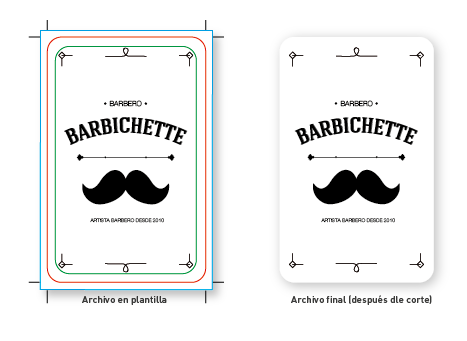 BARBERO
BARBICHETTE
ARTISTA BARBERO DESDE 2010
Archivo en plantilla
BARBERO
BARBICHETTE
ARTISTA BARBERO DESDE 2010
Archivo final (después dle corte)